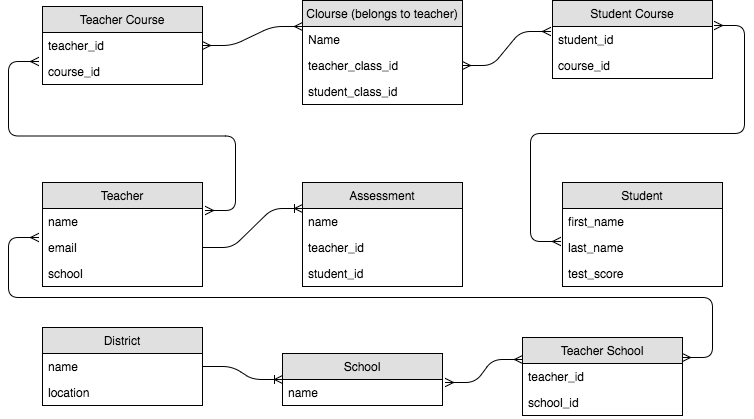 Teacher Course
teacher_id
course_id
Clourse (belongs to teacher)
Name
teacher_class_id
student_class_id
Student Course
student_id
course_id
Teacher
name
email
school
Assessment
name
teacher_id
student_id
Student
first_name
last_name
test_score
District
name
location
School
name
Teacher School
teacher_id
school_id